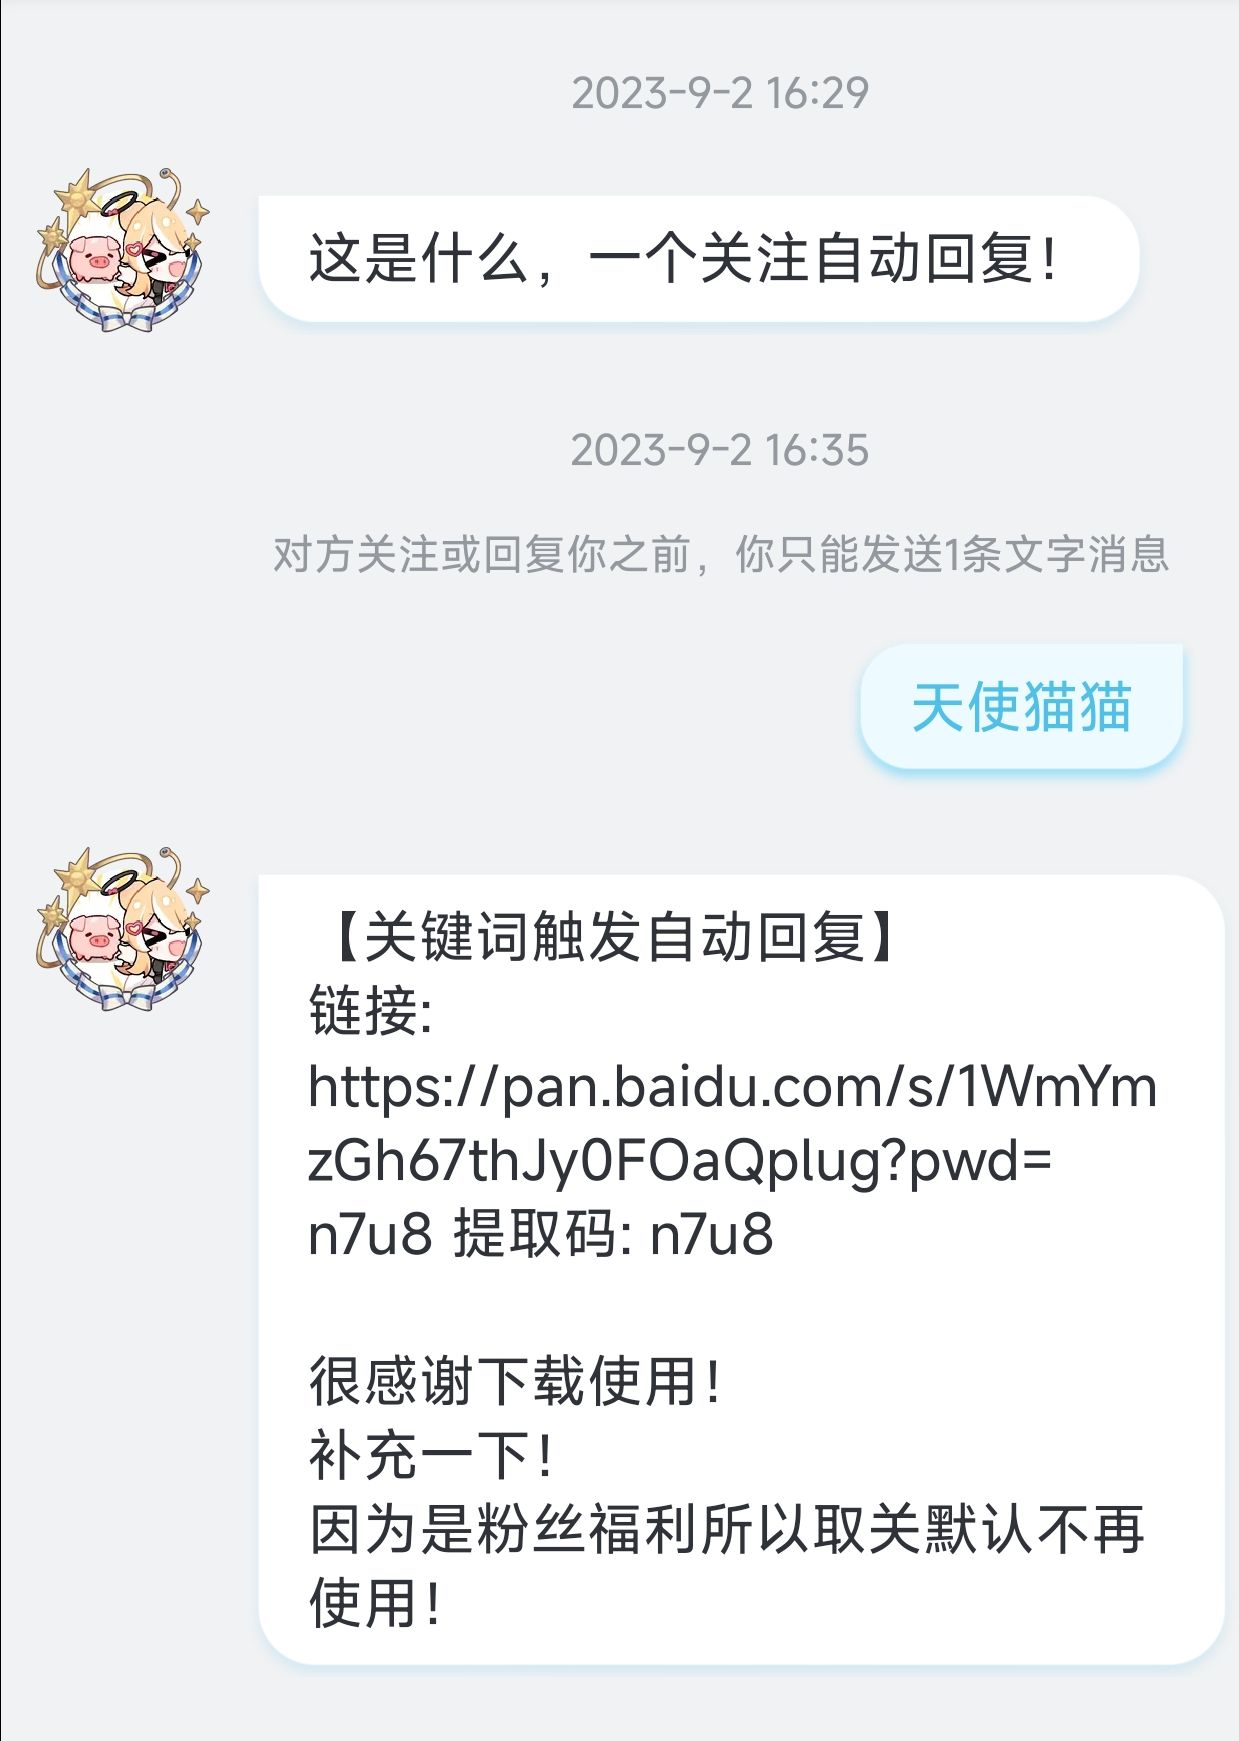 2023-9-2 16:29
这是什么，一个关注自动回复！
2023-9-2 16:35
对方关注或回复你之前，你只能发送1条文字消息
天使猫猫
【关键词触发自动回复】
链接:
https://pan.baidu.com/s/1WmYm
zGh67thJy0FOaQplug?pwd=
n7u8 提取码: n7u8
很感谢下载使用！
补充一下！
因为是粉丝福利所以取关默认不再
使用！